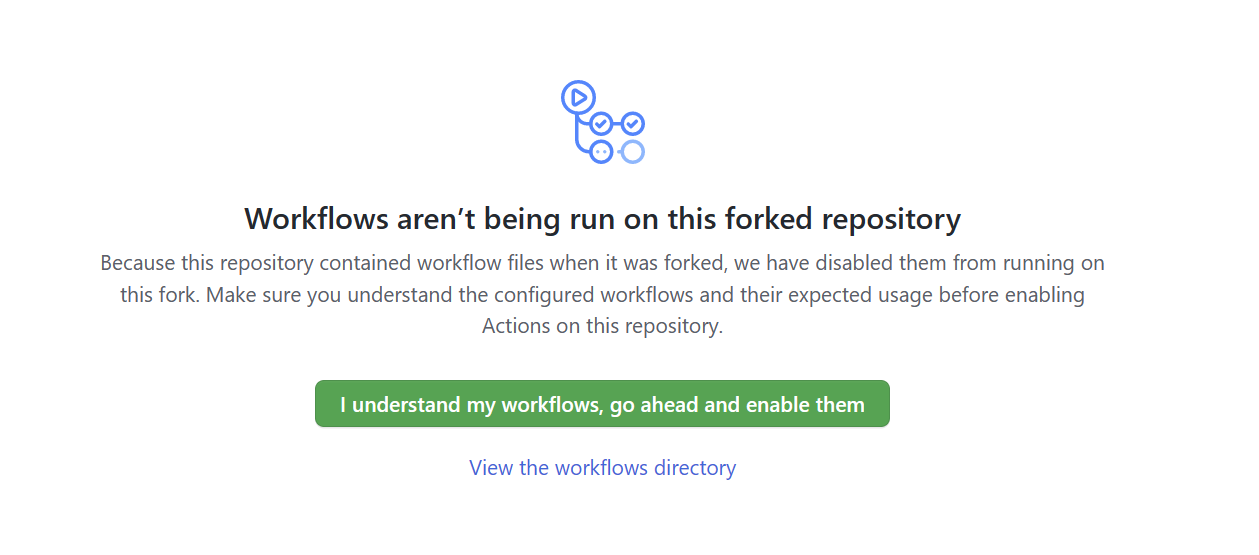 Workflows aren’t being run on this forked repository
Because this repository contained workflow files when it was forked, we have disabled them from running on
this fork. Make sure you understand the configured workflows and their expected usage before enabling
Actions on this repository.
I understand my workflows, go ahead and enable them
View the workflows directory